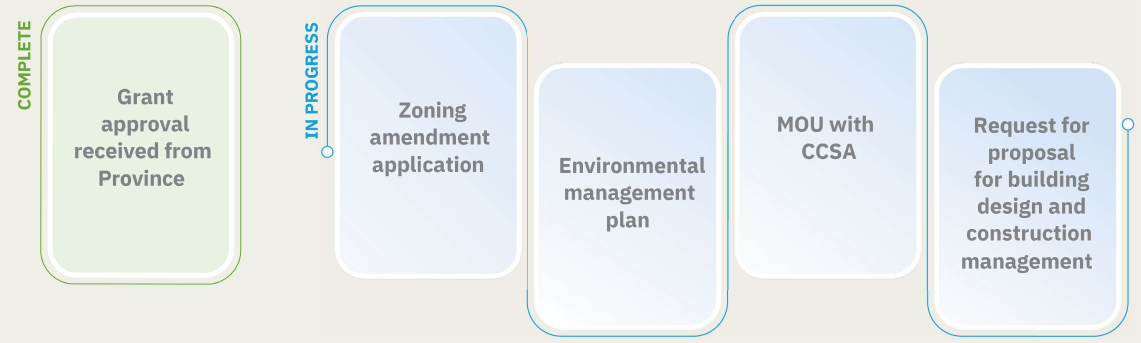 COMPLETE
Grant
approval
received from
Province
IN PROGRESS
Zoning
amendment
application
Environmental
management
plan
MOU with
CCSA
Request for
proposal
for building
design and
construction
management